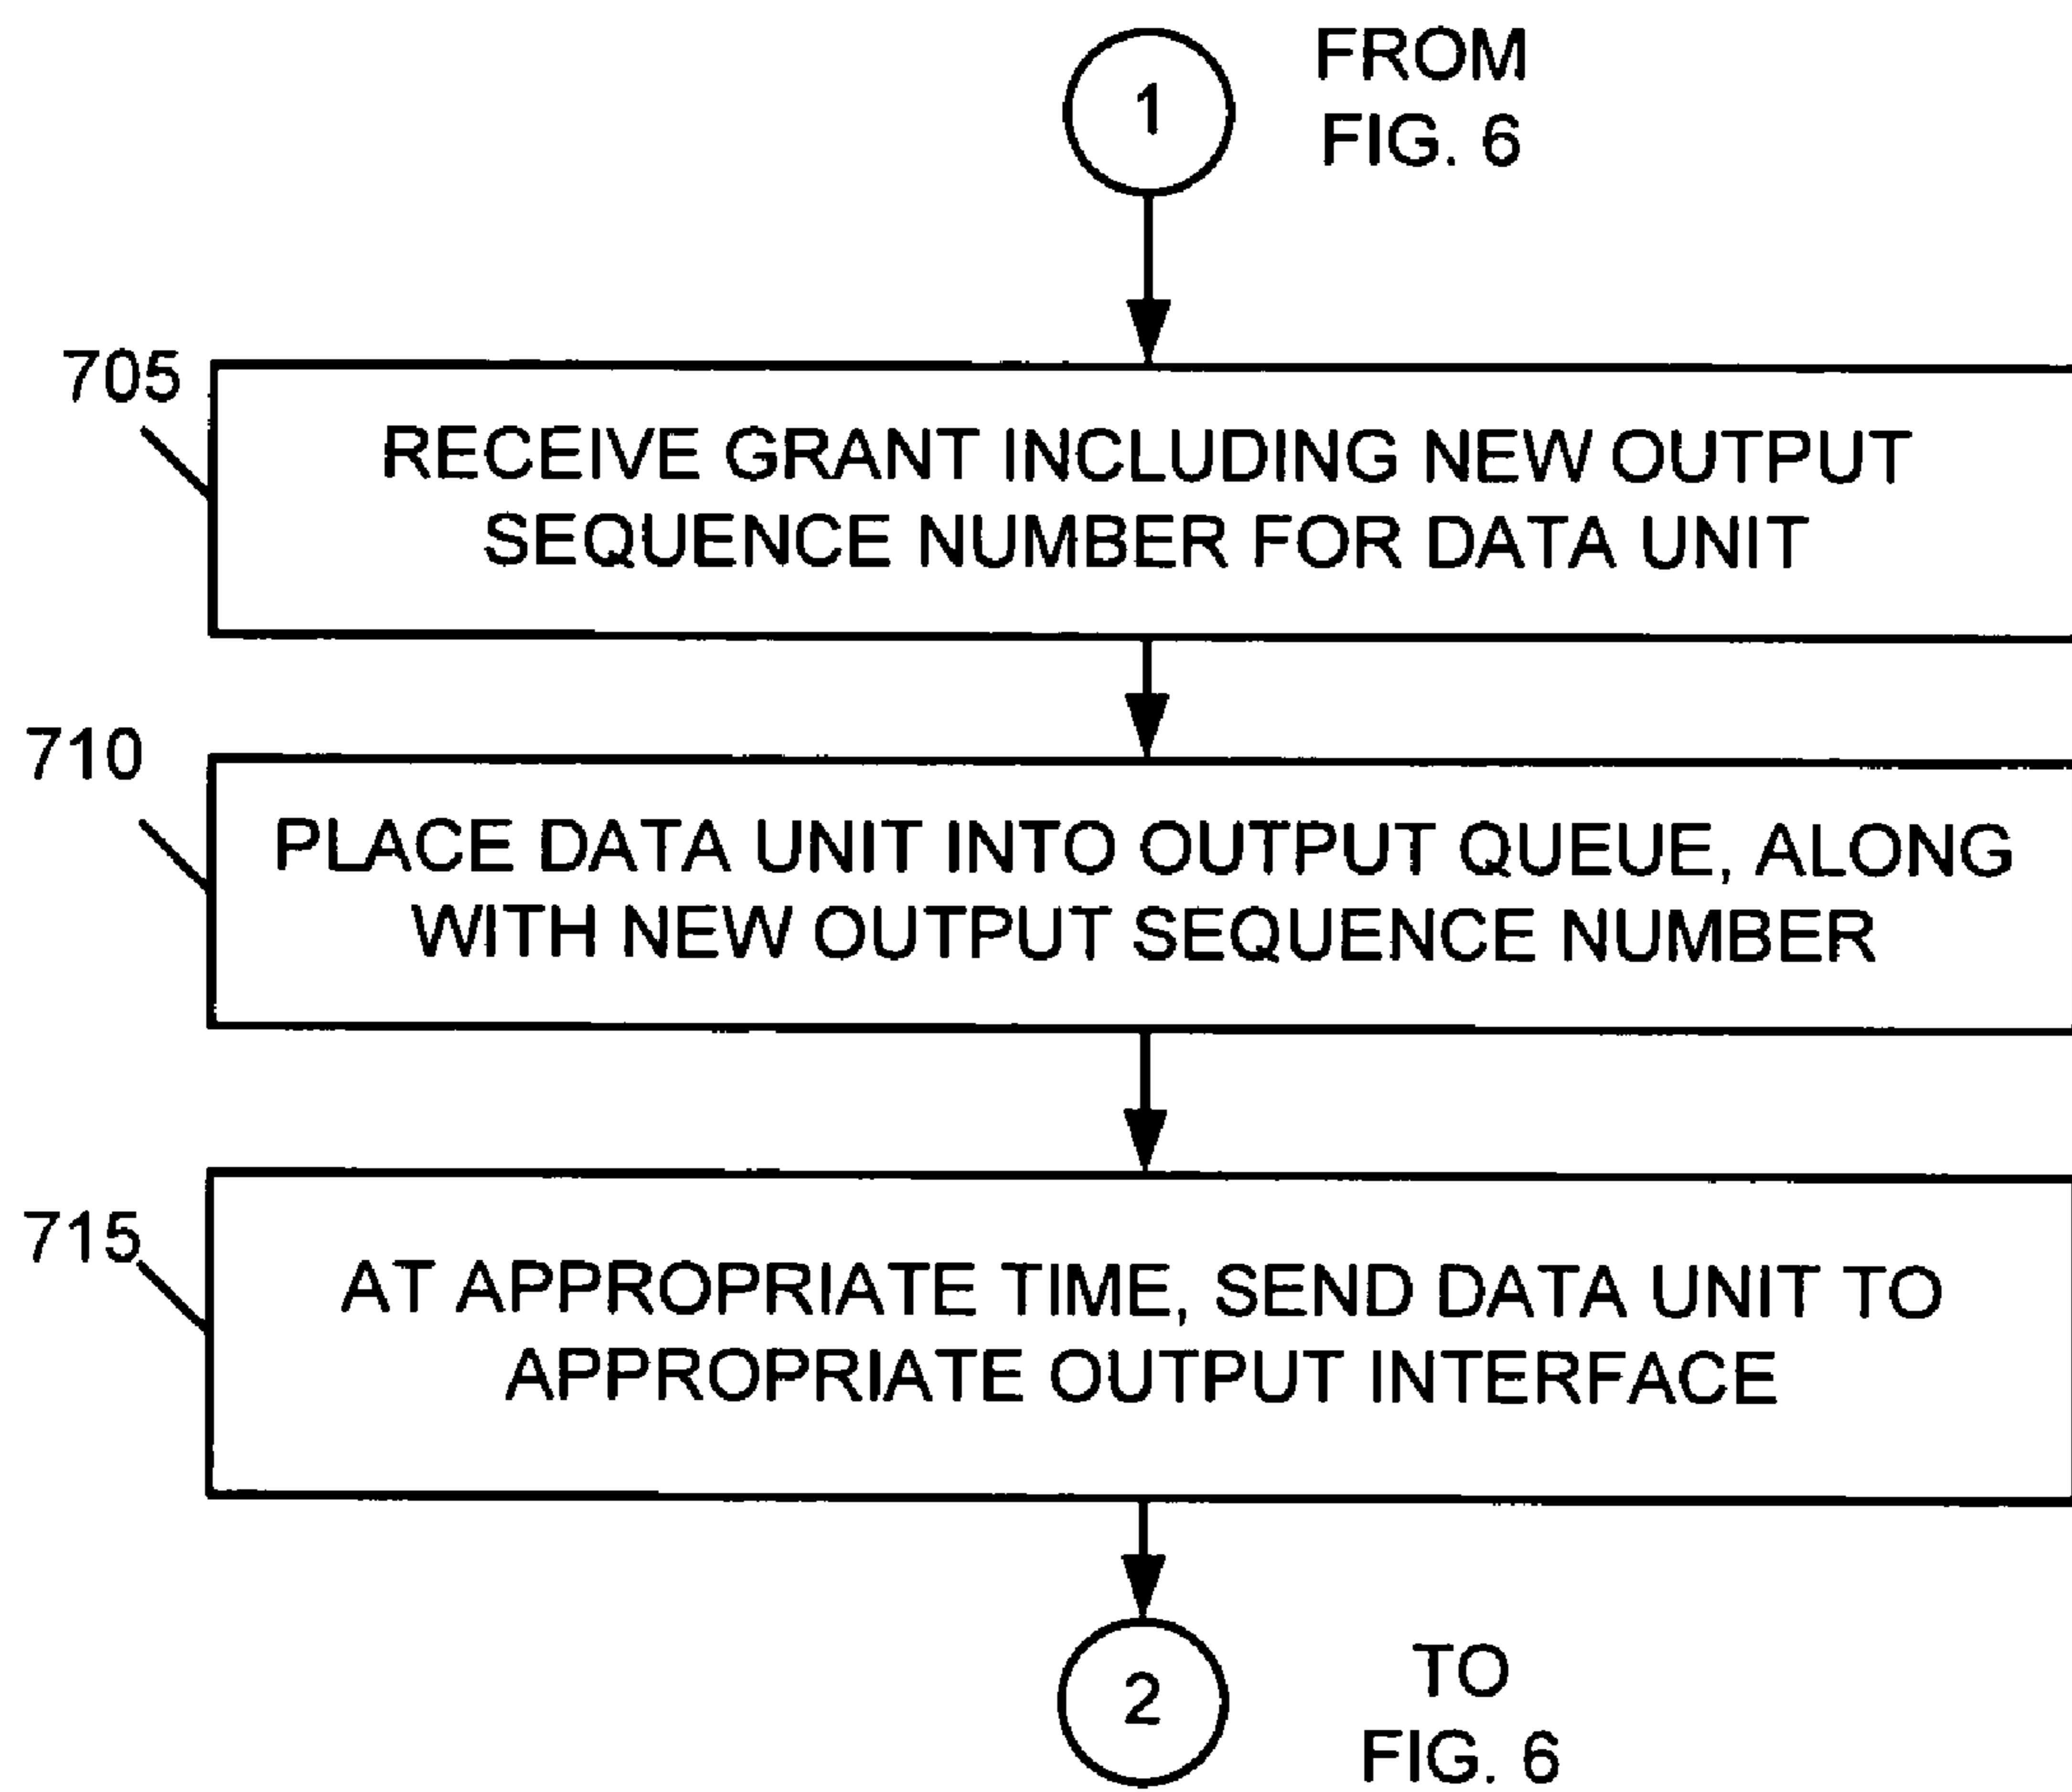 1
FROM
FIG. 6
705
RECEIVE GRANT INCLUDING NEW OUTPUT
SEQUENCE NUMBER FOR DATA UNIT
710
PLACE DATA UNIT INTO OUTPUT QUEUE, ALONG
WITH NEW OUTPUT SEQUENCE NUMBER
715
AT APPROPRIATE TIME, SEND DATA UNIT TO
APPROPRIATE OUTPUT INTERFACE
2
TO
FIG. 6